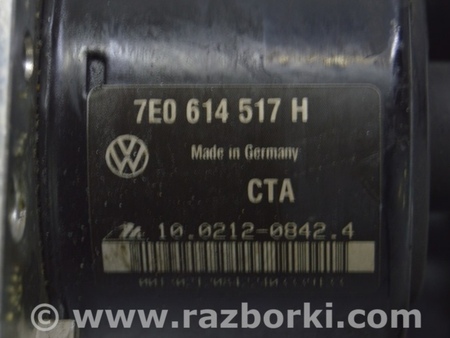 7E0 614 517 H
Made in Germany
CTA
10.0212-0842.4
© www.razborki.com